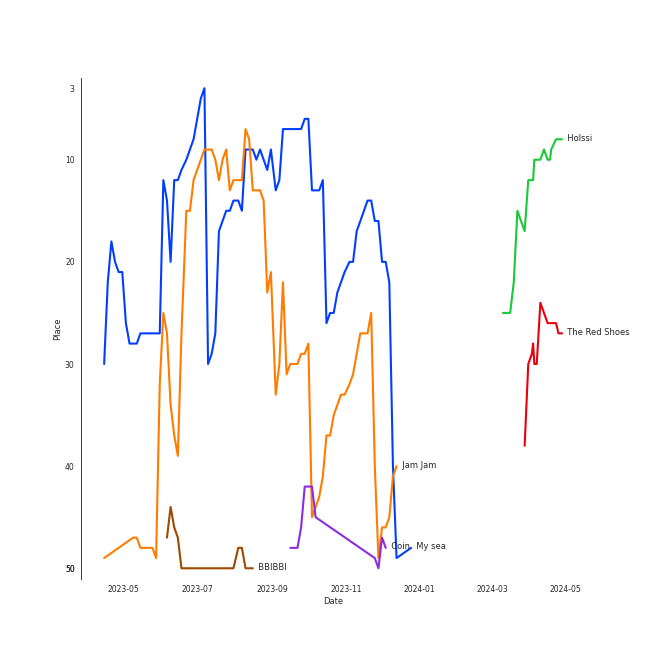 3
10
20
30
40
50
Place
Holssi
The Red Shoes
Jam Jam
Coin
My sea
BBIBBI
2023-05
2023-07
2023-09
2023-11
2024-01
2024-03
2024-05
Date